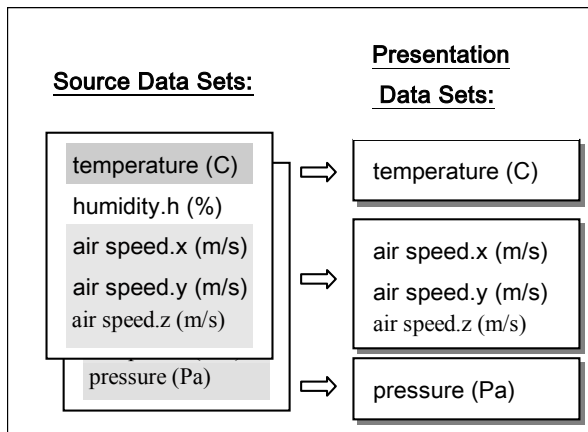 Source Data Sets:
temperature (C)
humidity.h (%)
air speed.x (m/s)
air speed.y (m/s)
air speed.z (m/s)
pressure (Pa)
Presentation
Data Sets:
temperature (C)
air speed.x (m/s)
air speed.y (m/s)
air speed.z (m/s)
pressure (Pa)